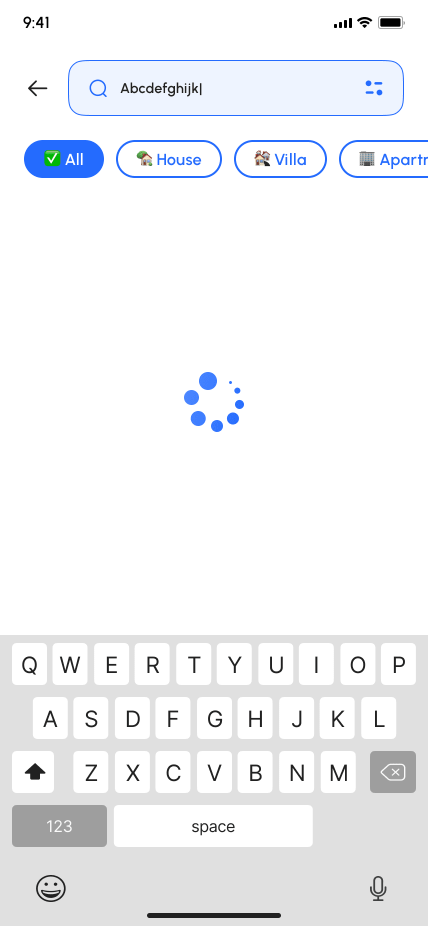 9:41
Abcdefghijk
All House Villa Apartr
Q W E R T Y U I O P
A S D F G H J K L
Z X C V B N M
123 space